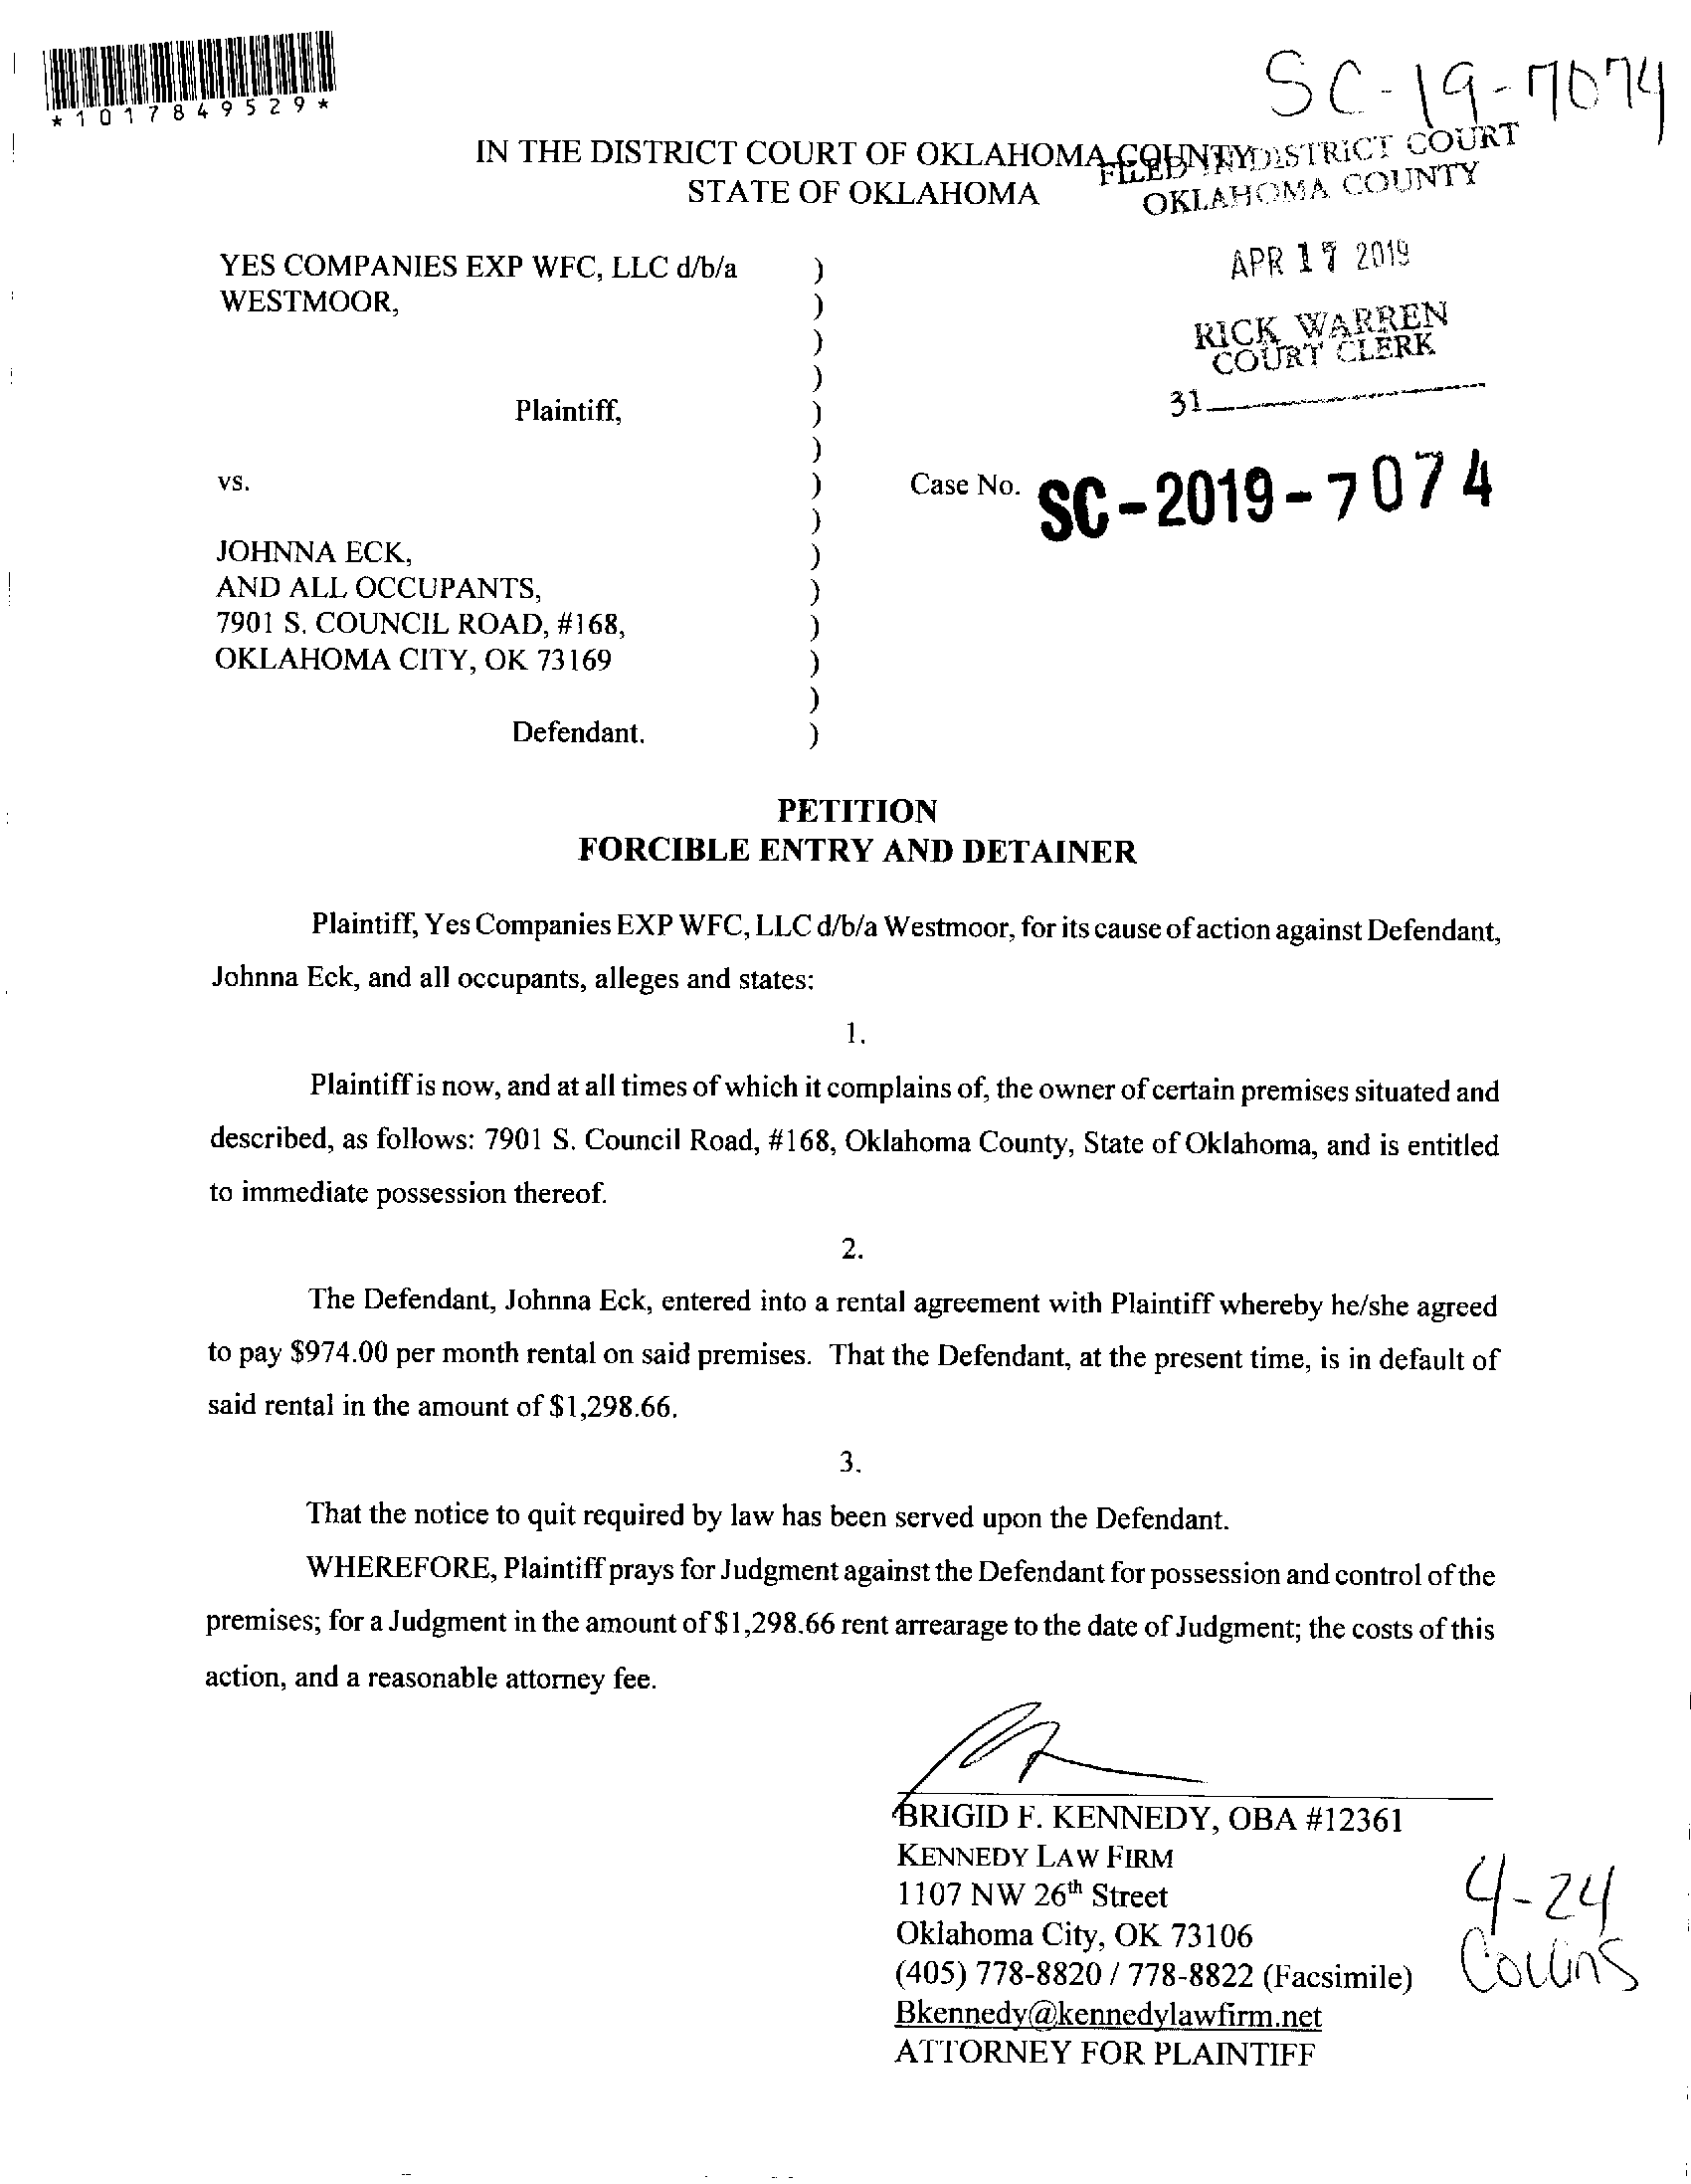 *1017849529*
SC-19-7074
IN THE DISTRICT COURT OF OKLAHOMA COUNTY
STATE OF OKLAHOMA
FILED IN DISTRICT COURT
OKLAHOMA COUNTY
APR 17 2019
RICK WARREN
COURT CLERK
31
YES COMPANIES EXP WFC, LLC d/b/a )
WESTMOOR, )
)
)
Plaintiff, )
)
vs. )
)
JOHNNA ECK, )
AND ALL OCCUPANTS, )
7901 S. COUNCIL ROAD, #168, )
OKLAHOMA CITY, OK 73169 )
)
Defendant. )
Case No. SC-2019-7074
PETITION
FORCIBLE ENTRY AND DETAINER
Plaintiff, Yes Companies EXP WFC, LLC d/b/a Westmoor, for its cause of action against Defendant,
Johnna Eck, and all occupants, alleges and states:
1.
Plaintiff is now, and at all times of which it complains of, the owner of certain premises situated and
described, as follows: 7901 S. Council Road, #168, Oklahoma County, State of Oklahoma, and is entitled
to immediate possession thereof.
2.
The Defendant, Johnna Eck, entered into a rental agreement with Plaintiff whereby he/she agreed
to pay $974.00 per month rental on said premises. That the Defendant, at the present time, is in default of
said rental in the amount of $1,298.66.
3.
That the notice to quit required by law has been served upon the Defendant.
WHEREFORE, Plaintiff prays for Judgment against the Defendant for possession and control of the
premises; for a Judgment in the amount of $1,298.66 rent arrearage to the date of Judgment; the costs of this
action, and a reasonable attorney fee.
BRIGID F. KENNEDY, OBA #12361
KENNEDY LAW FIRM
1107 NW 26th Street
Oklahoma City, OK 73106
(405) 778-8820 / 778-8822 (Facsimile)
Bkennedy@kennedylawfirm.net
ATTORNEY FOR PLAINTIFF
4-24
Collins